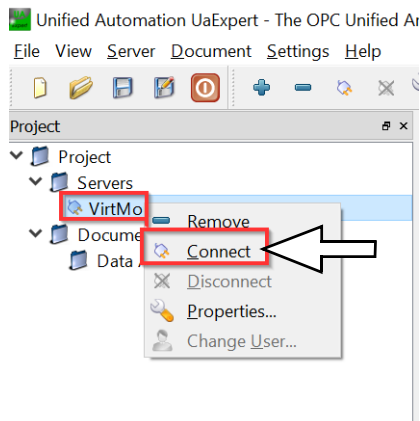 Unified Automation UaExpert - The OPC Unified Ar
File View Server Document Settings Help
Project
Project
Servers
VirtMo
Remove
Docume
Connect
Data
Disconnect
Properties...
Change User...